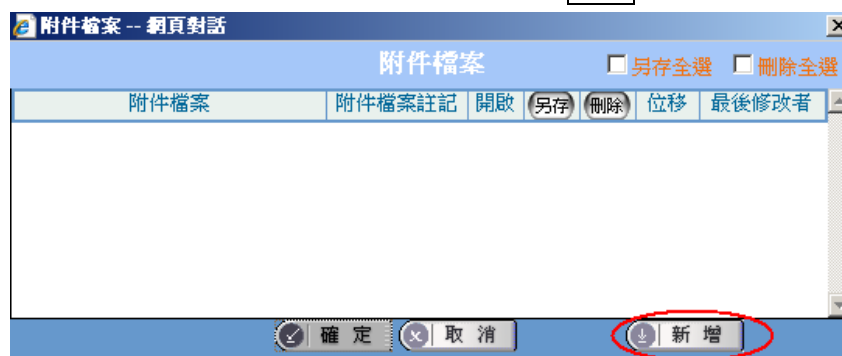 附件檔案 -- 網頁對話
附件檔案 另存全選 刪除全選
附件檔案 附件檔案註記 開啟 另存 刪除 位移 最後修改者
確定 取消 新增